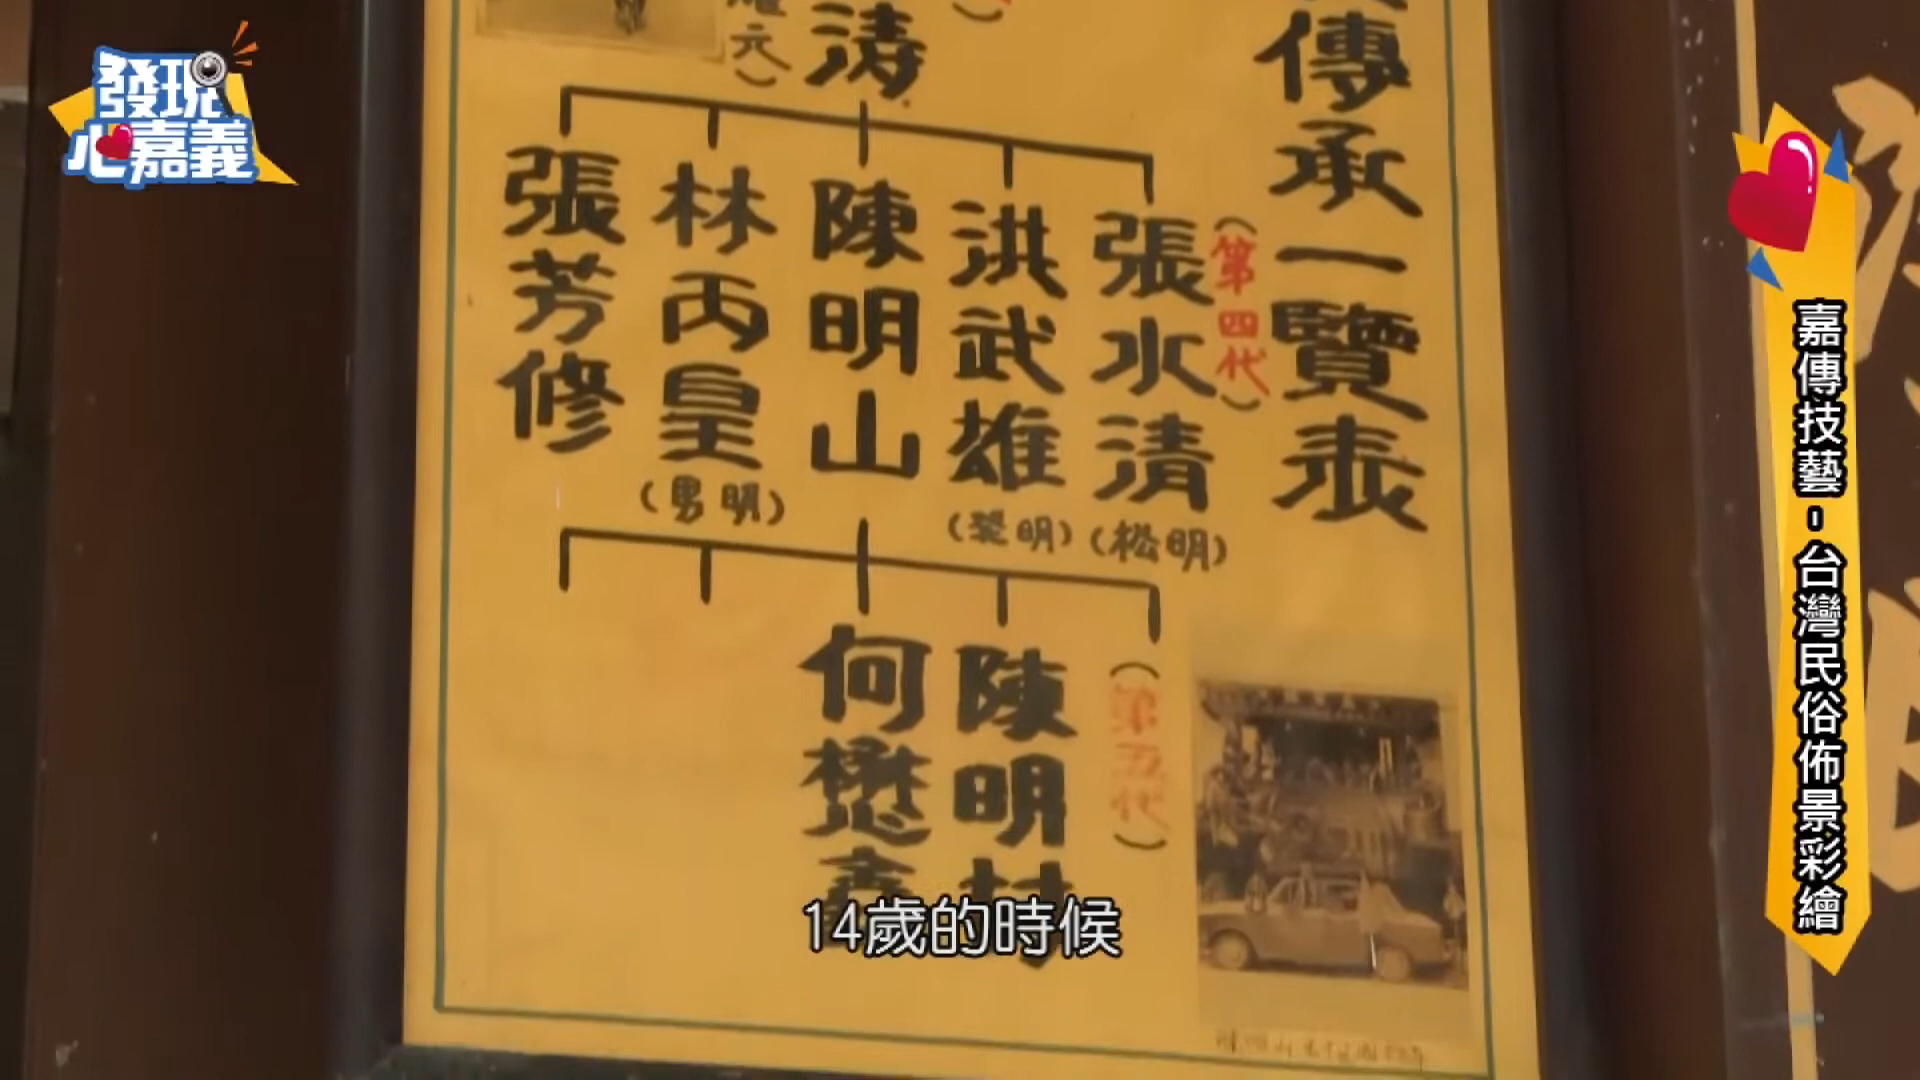 發現
心嘉義
嘉傳技藝-台灣民俗佈景彩繪
傳承一覽表
濤
元）
（第四代）
張水清
（松明）
洪武雄
（黎明）
陳明山
林丙皇
（男明）
張芳修
（第五代）
陳明村
何懋鑫
14歲的時候